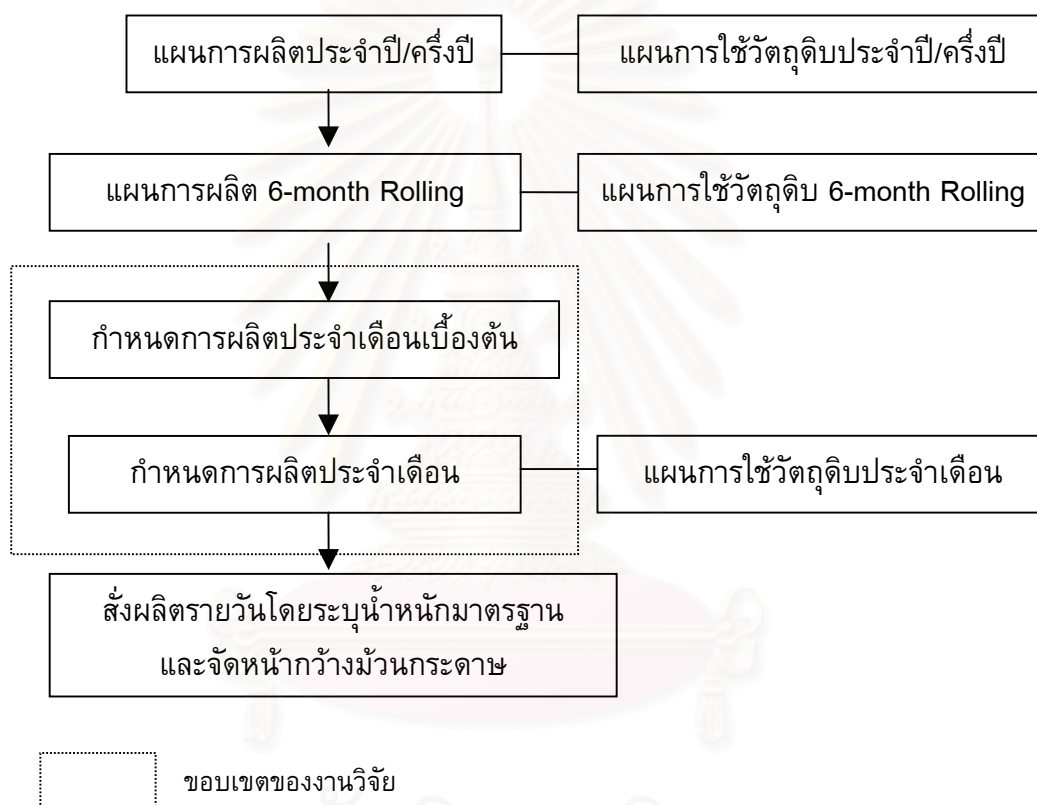 แผนการผลิตประจำปี/ครึ่งปี
แผนการใช้วัตถุดิบประจำปี/ครึ่งปี
แผนการผลิต 6-month Rolling
แผนการใช้วัตถุดิบ 6-month Rolling
กำหนดการผลิตประจำเดือนเบื้องต้น
กำหนดการผลิตประจำเดือน
แผนการใช้วัตถุดิบประจำเดือน
สั่งผลิตรายวันโดยระบุน้ำหนักมาตรฐาน
และจัดหน้ากว้างม้วนกระดาษ
ขอบเขตของงานวิจัย